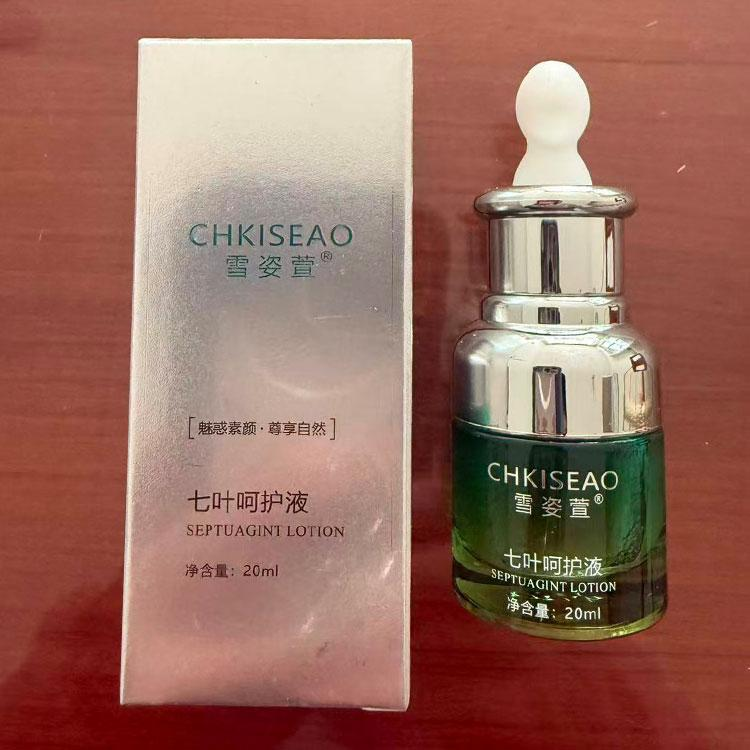 CHKISEAO
雪姿萱®
[魅惑素颜·尊享自然]
七叶呵护液
SEPTUAGINT LOTION
净含量：20ml
CHKISEAO
雪姿萱®
七叶呵护液
SEPTUAGINT LOTION
净含量：20ml